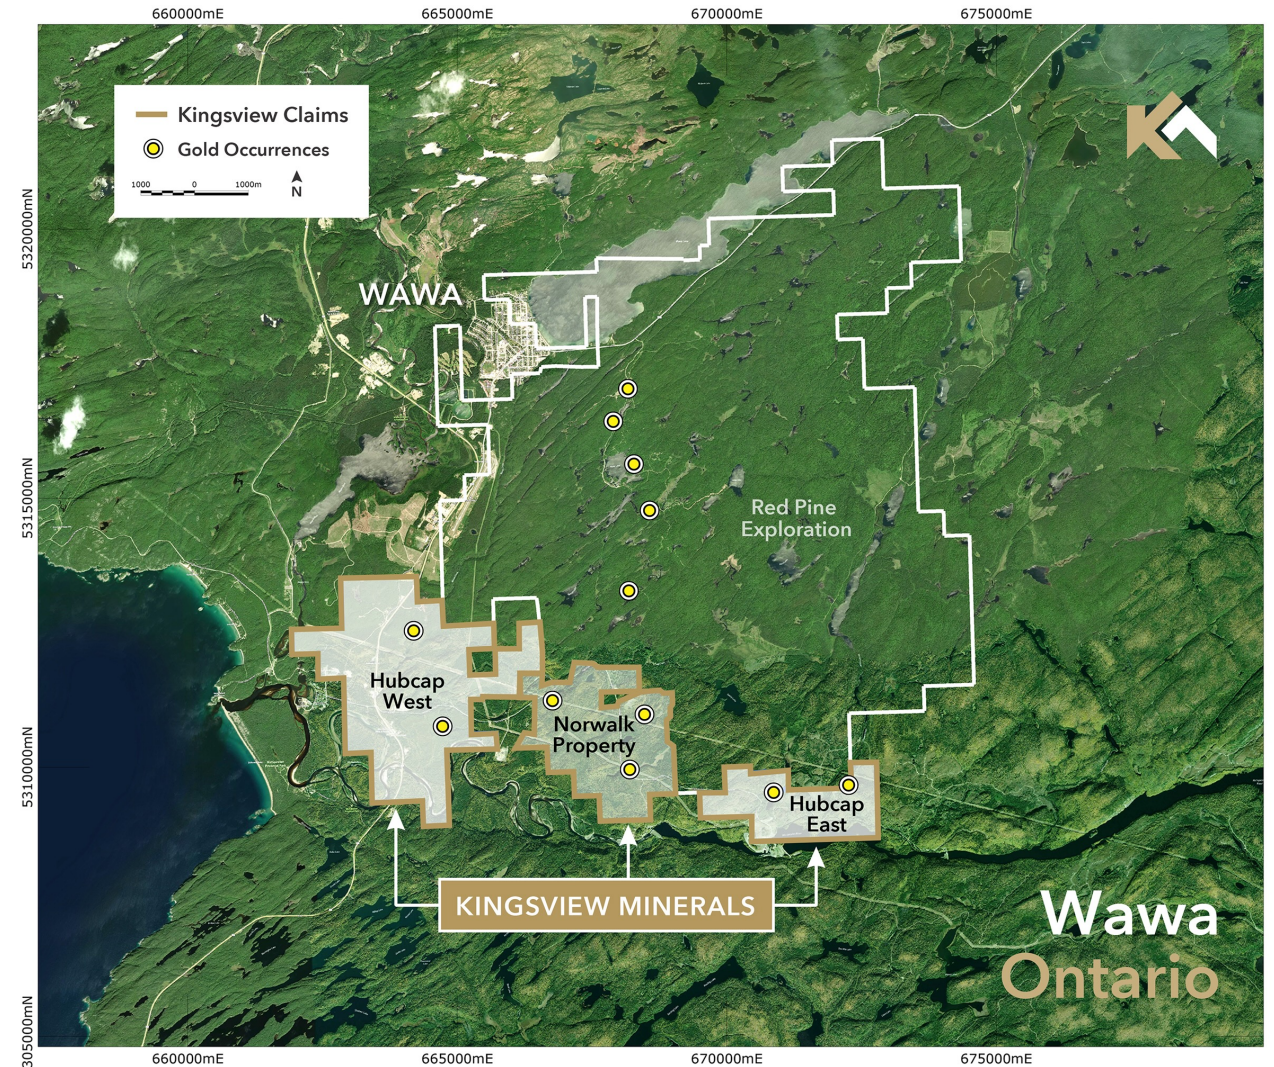 660000mE
665000mE
670000mE
675000mE
Kingsview Claims
Gold Occurrences
1000
0
1000m
N
5320000mN
WAWA
5315000mN
Red Pine
Exploration
Hubcap
West
Norwalk
Property
5310000mN
Hubcap
East
KINGSVIEW MINERALS
Wawa
Ontario
305000mN
660000mE
665000mE
670000mE
675000mE